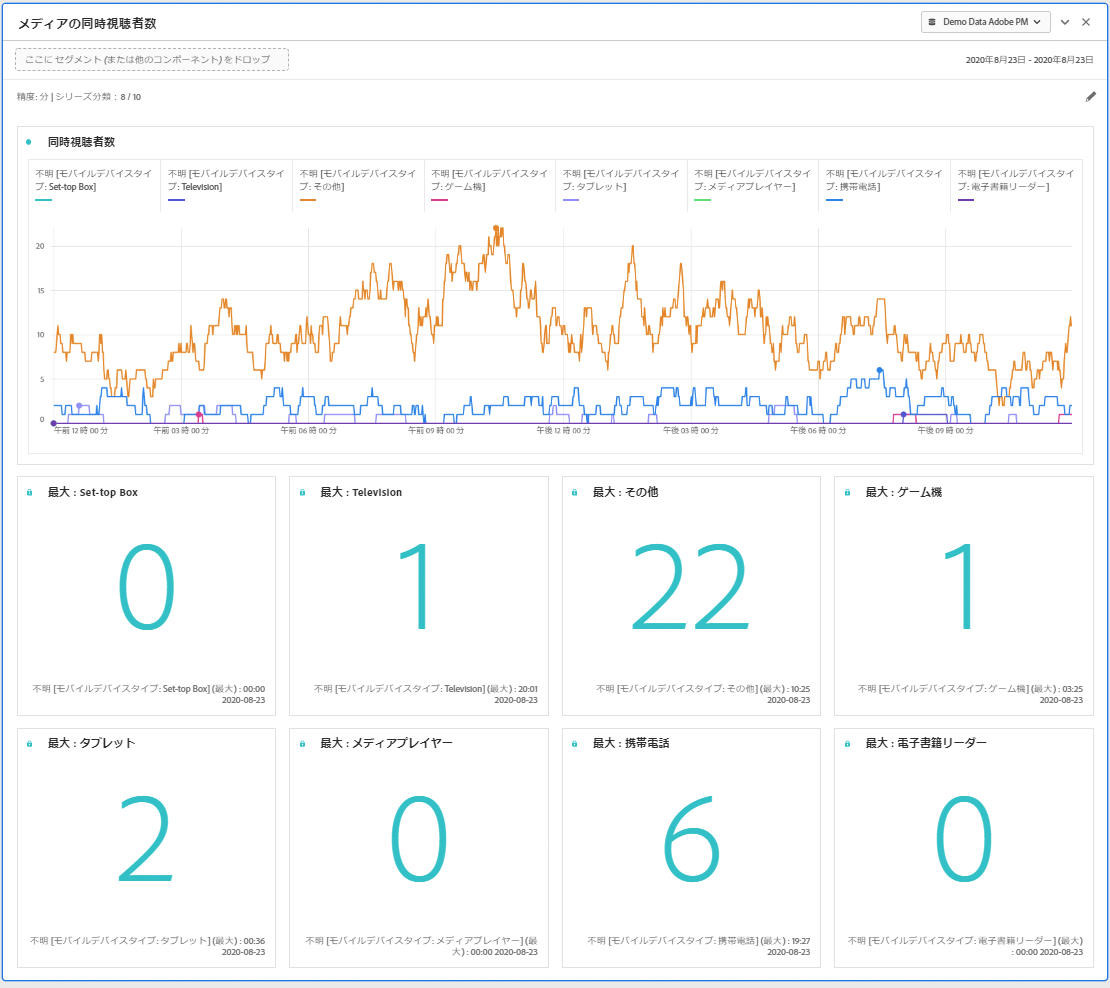 メディアの同時視聴者数
Demo Data Adobe PM
ここに セグメント (または他のコンポーネント) をドロップ
2020年8月23日 - 2020年8月23日
精度: 分 | シリーズ分類 : 8 / 10
同時視聴者数
不明 [モバイルデバイスタイプ: Set-top Box]
不明 [モバイルデバイスタイプ: Television]
不明 [モバイルデバイスタイプ: その他]
不明 [モバイルデバイスタイプ: ゲーム機]
不明 [モバイルデバイスタイプ: タブレット]
不明 [モバイルデバイスタイプ: メディアプレイヤー]
不明 [モバイルデバイスタイプ: 携帯電話]
不明 [モバイルデバイスタイプ: 電子書籍リーダー]
20
15
10
5
0
午前 12 時 00 分
午前 03 時 00 分
午前 06 時 00 分
午前 09 時 00 分
午後 12 時 00 分
午後 03 時 00 分
午後 06 時 00 分
午後 09 時 00 分
最大 : Set-top Box
0
不明 [モバイルデバイスタイプ: Set-top Box] (最大) : 00:00
2020-08-23
最大 : Television
1
不明 [モバイルデバイスタイプ: Television] (最大) : 20:01
2020-08-23
最大 : その他
22
不明 [モバイルデバイスタイプ: その他] (最大) : 10:25
2020-08-23
最大 : ゲーム機
1
不明 [モバイルデバイスタイプ: ゲーム機] (最大) : 03:25
2020-08-23
最大 : タブレット
2
不明 [モバイルデバイスタイプ: タブレット] (最大) : 00:36
2020-08-23
最大 : メディアプレイヤー
0
不明 [モバイルデバイスタイプ: メディアプレイヤー] (最
大) : 00:00 2020-08-23
最大 : 携帯電話
6
不明 [モバイルデバイスタイプ: 携帯電話] (最大) : 19:27
2020-08-23
最大 : 電子書籍リーダー
0
不明 [モバイルデバイスタイプ: 電子書籍リーダー] (最大)
: 00:00 2020-08-23